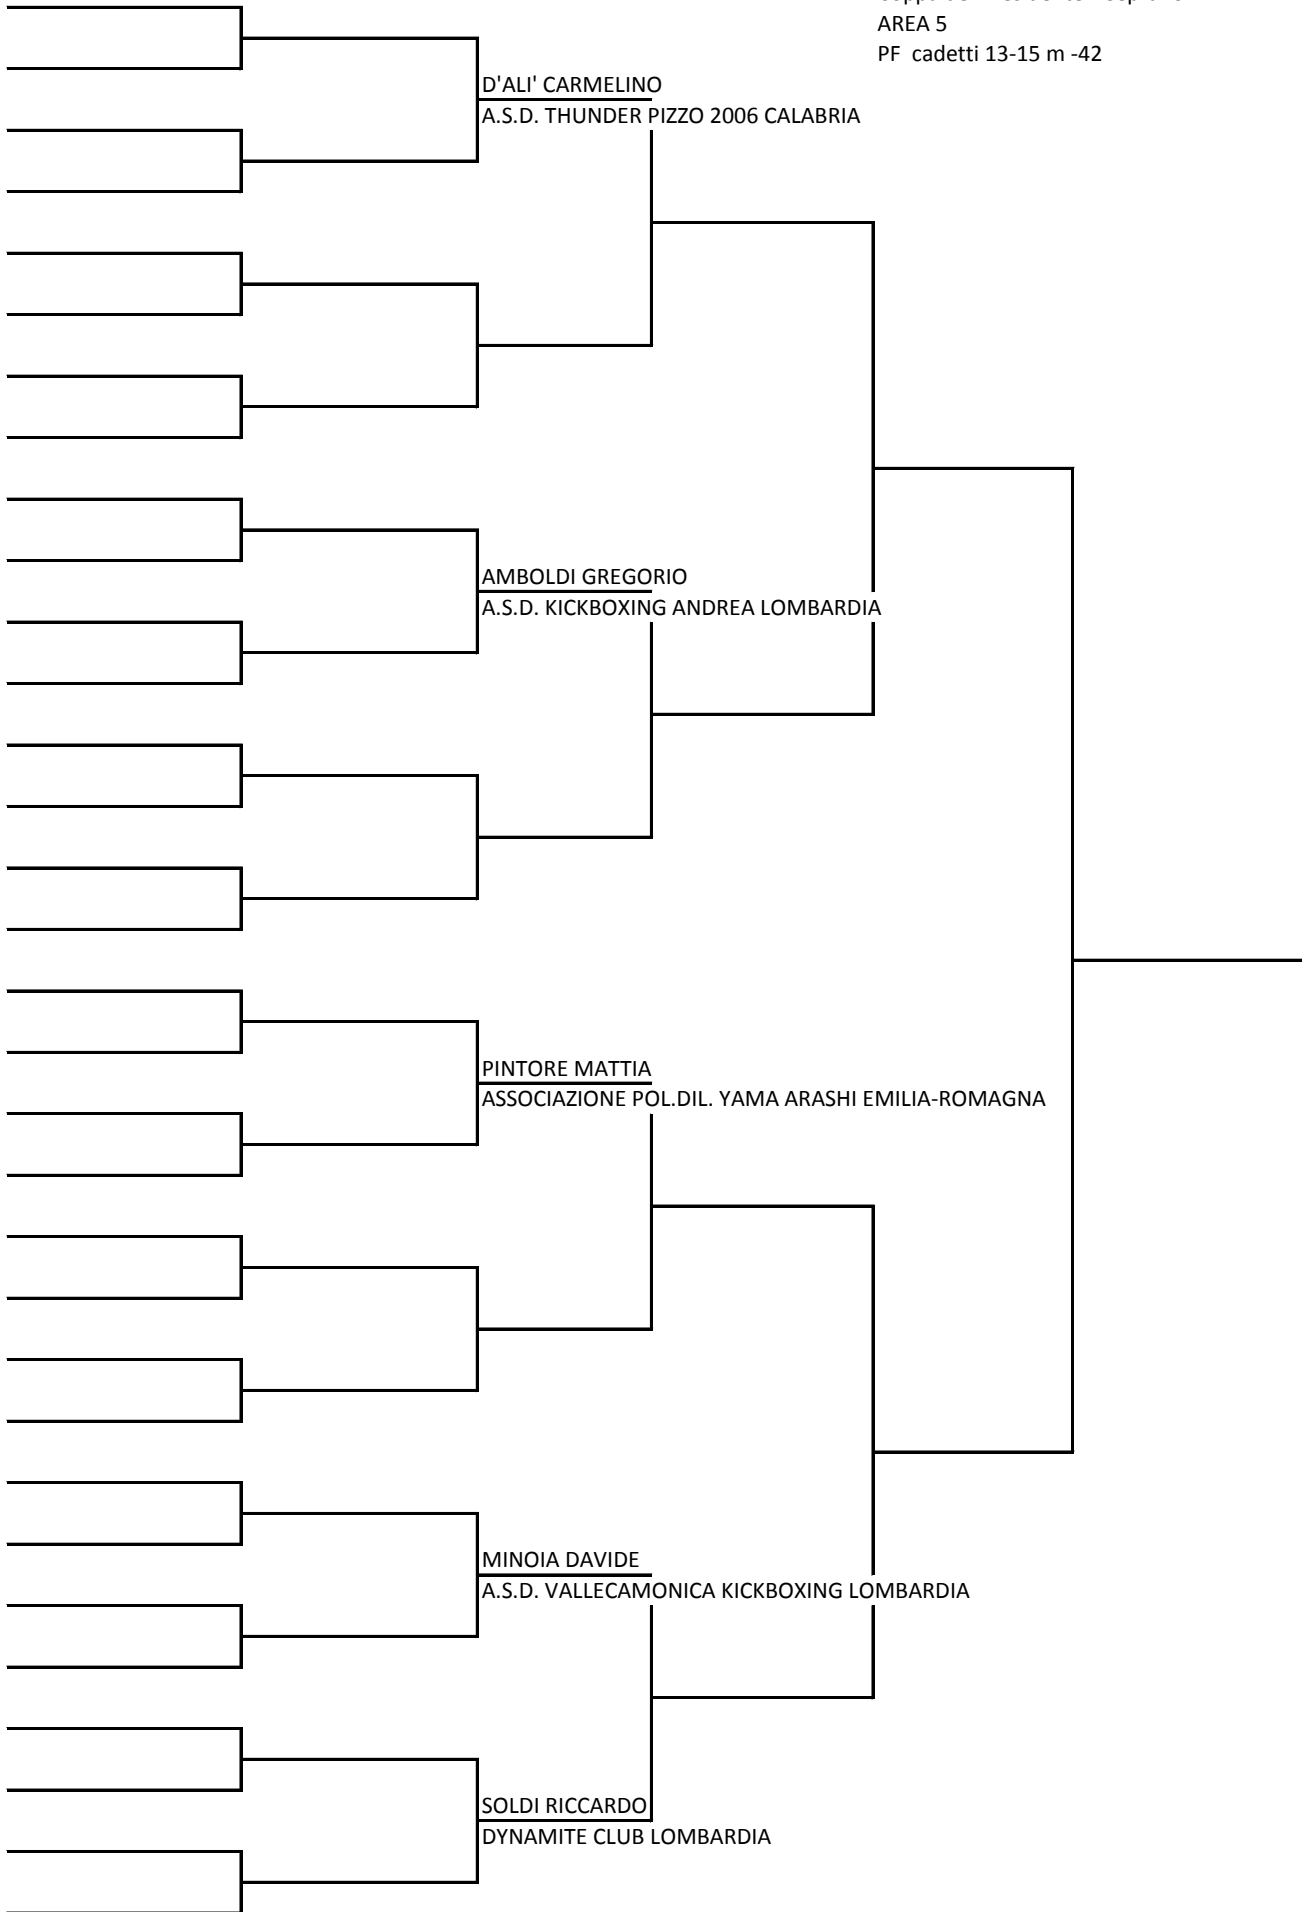 AREA 5
PF cadetti 13-15 m -42
D'ALI' CARMELINO
A.S.D. THUNDER PIZZO 2006 CALABRIA
AMBOLDI GREGORIO
A.S.D. KICKBOXING ANDREA LOMBARDIA
PINTORE MATTIA
ASSOCIAZIONE POL.DIL. YAMA ARASHI EMILIA-ROMAGNA
MINOIA DAVIDE
A.S.D. VALLECAMONICA KICKBOXING LOMBARDIA
SOLDI RICCARDO
DYNAMITE CLUB LOMBARDIA